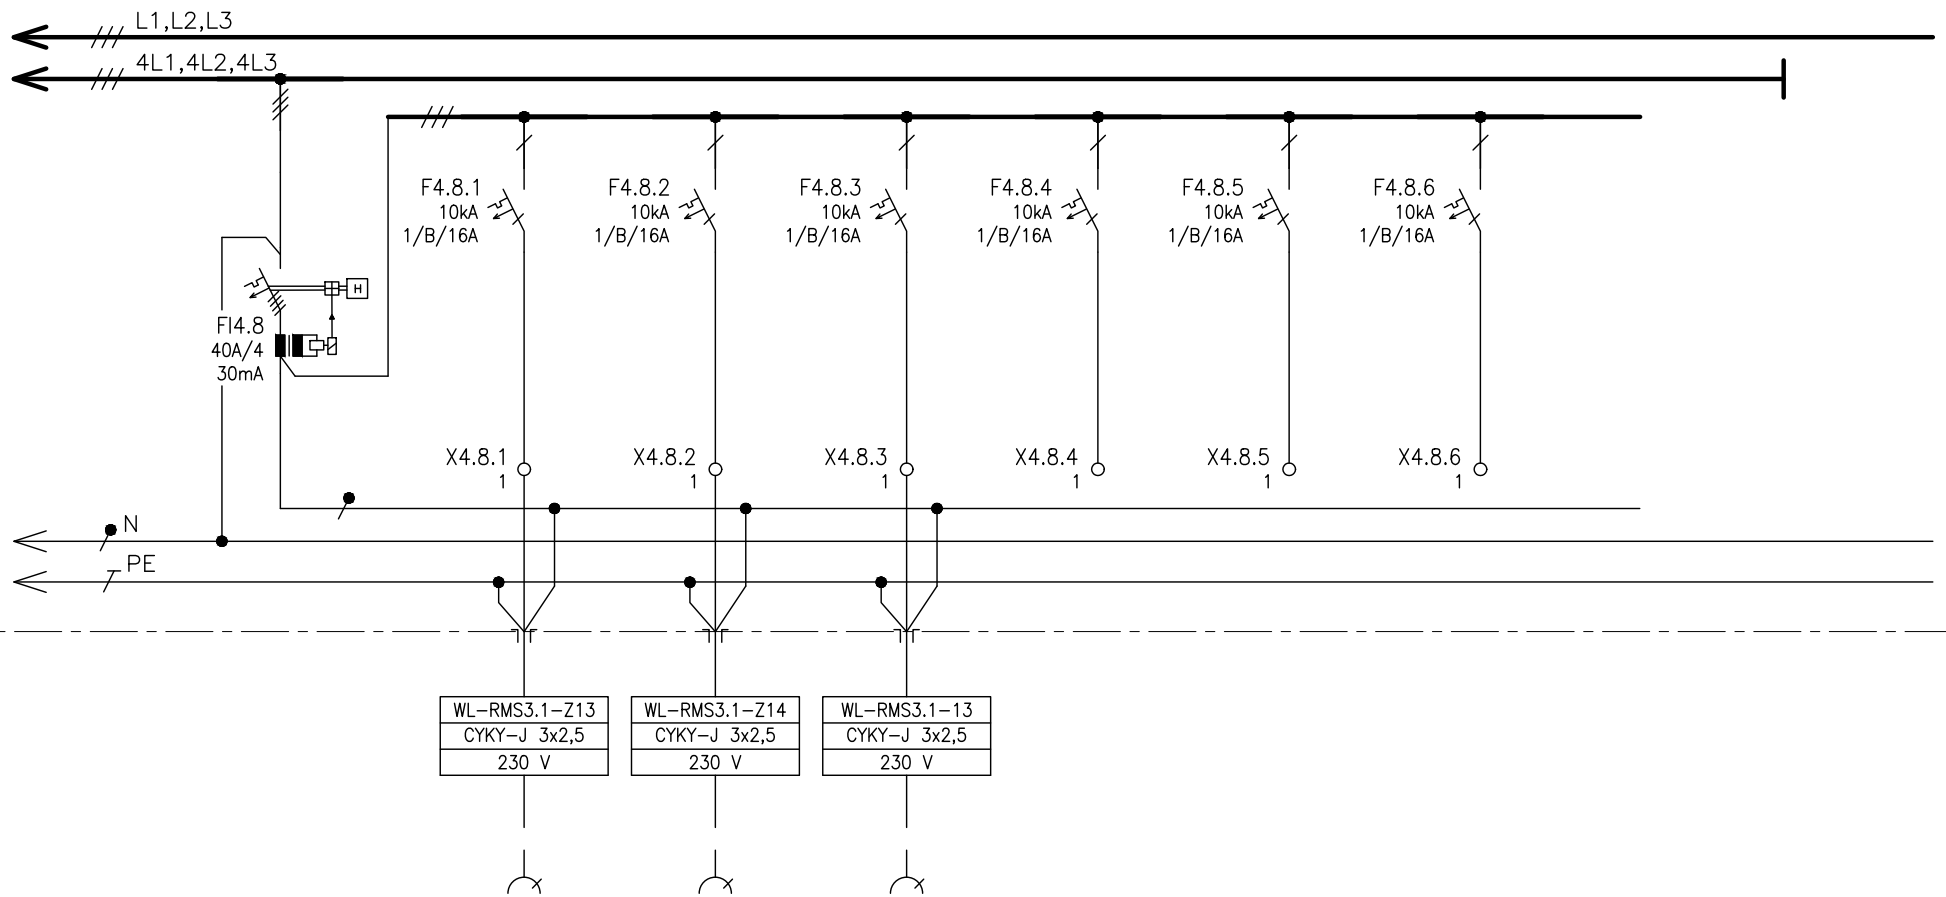 L1,L2,L3
4L1,4L2,4L3
F4.8.1
10kA
1/B/16A
F4.8.2
10kA
1/B/16A
F4.8.3
10kA
1/B/16A
F4.8.4
10kA
1/B/16A
F4.8.5
10kA
1/B/16A
F4.8.6
10kA
1/B/16A
H
FI4.8
40A/4
30mA
X4.8.1
1
X4.8.2
1
X4.8.3
1
X4.8.4
1
X4.8.5
1
X4.8.6
1
N
PE
WL-RMS3.1-Z13
CYKY-J 3x2,5
230 V
WL-RMS3.1-Z14
CYKY-J 3x2,5
230 V
WL-RMS3.1-13
CYKY-J 3x2,5
230 V